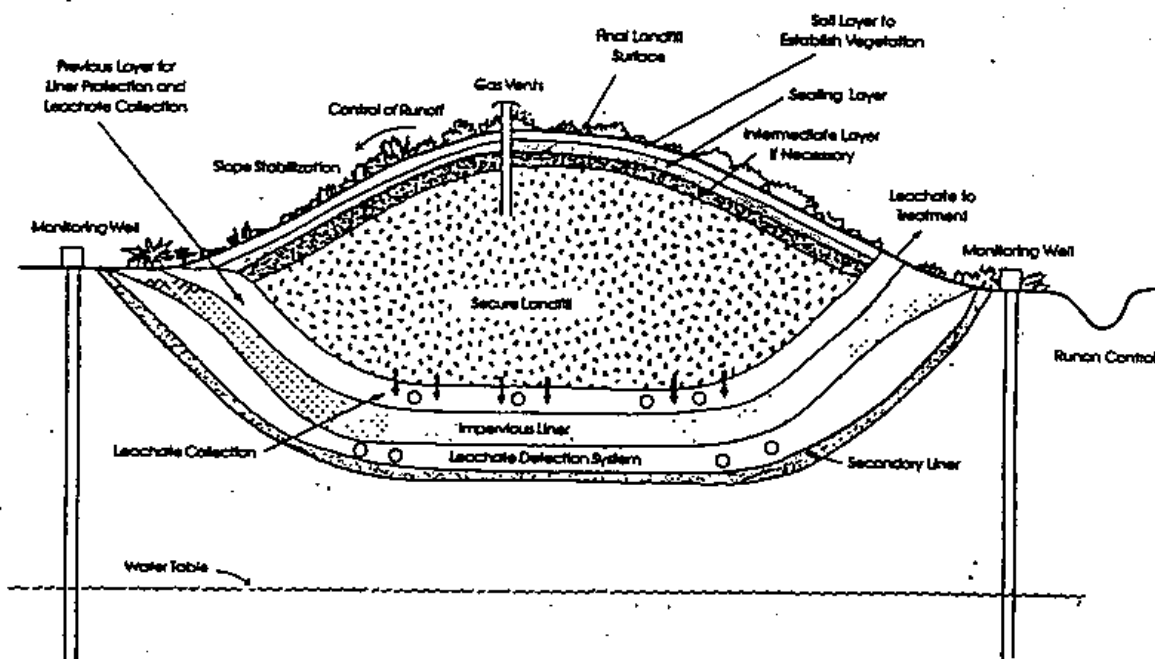 Soil Layer to
Establish Vegetation
Final Landfill
Surface
Previous Layer for
Liner Protection and
Leachate Collection
Gas Vents
Sealing Layer
Control of Runoff
Intermediate Layer
If Necessary
Slope Stabilization
Leachate to
Treatment
Monitoring Well
Monitoring Well
Secure Landfill
Runon Control
Impervious Liner
Leachate Collection
Leachate Detection System
Secondary Liner
Water Table